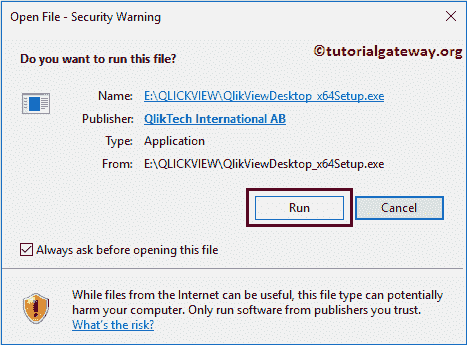 Open File - Security Warning
Do you want to run this file?
©tutorialgateway.org
Name: E:\QLICKVIEW\QlikViewDesktop_x64Setup.exe
Publisher: QlikTech International AB
Type: Application
From: E:\QLICKVIEW\QlikViewDesktop_x64Setup.exe
Run Cancel
Always ask before opening this file
While files from the Internet can be useful, this file type can potentially
harm your computer. Only run software from publishers you trust.
What's the risk?